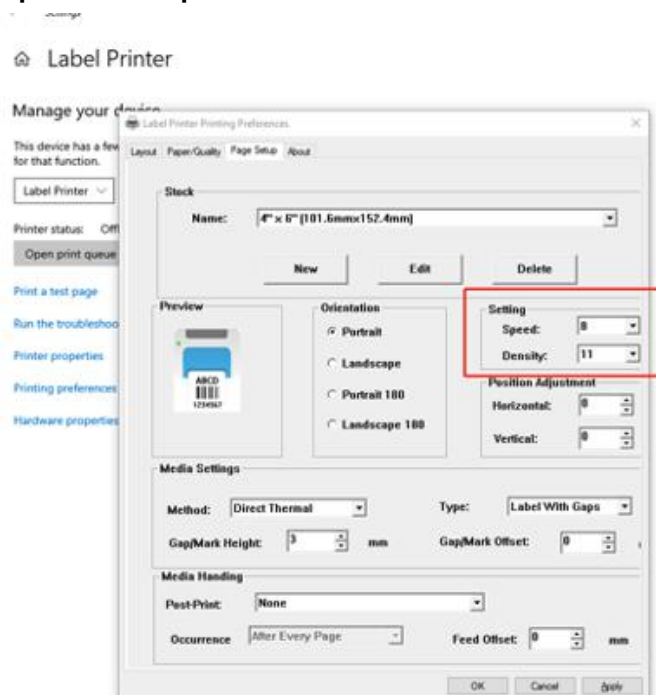 Settings
Label Printer
Manage your device
This device has a few
for that function.
Label Printer
Printer status: Offl
Open print queue
Print a test page
Run the troubleshoo
Printer properties
Printing preferences
Hardware properties
Label Printer Printing Preferences
Layout Paper/Quality Page Setup About
Stock
Name: 4" x 6" (101.6mmx152.4mm)
New Edit Delete
Preview
ABCD
1234567
Orientation
Portrait
Landscape
Portrait 180
Landscape 180
Setting
Speed: 8
Density: 11
Position Adjustment
Horizontal: 0
Vertical: 0
Media Settings
Method: Direct Thermal Type: Label With Gaps
Gap/Mark Height: 3 mm Gap/Mark Offset: 0
Media Handing
Post-Print: None
Occurrence After Every Page Feed Offset: 0 mm
OK Cancel Apply